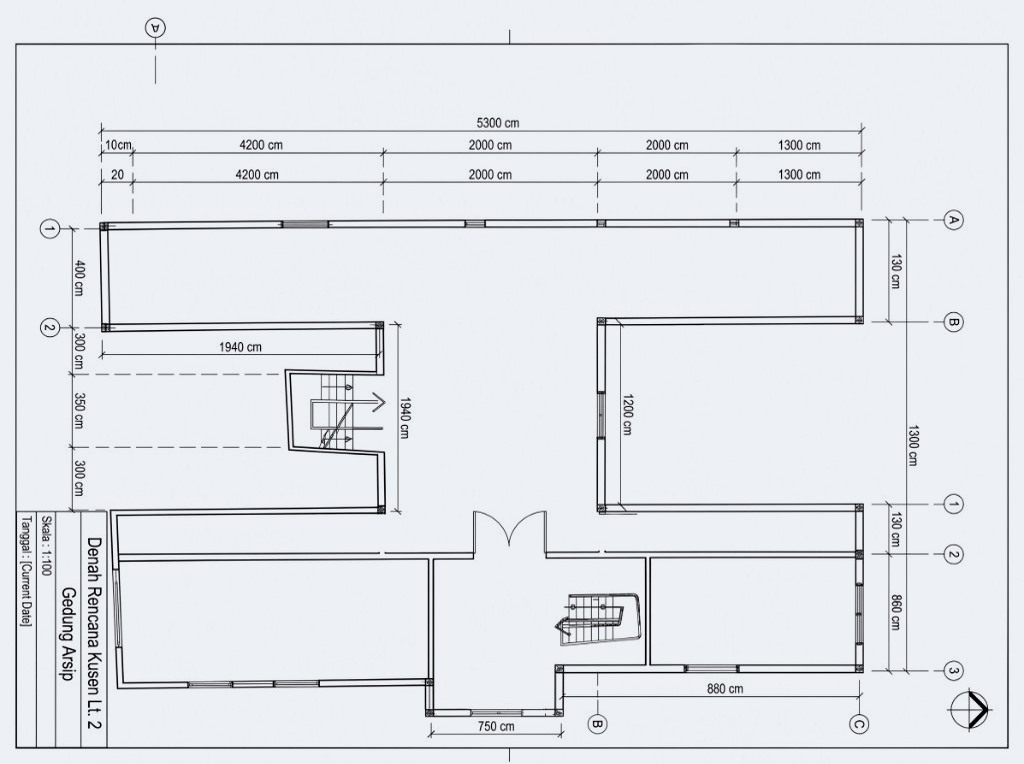 A
5300 cm
10cm
4200 cm
2000 cm
2000 cm
1300 cm
20
4200 cm
2000 cm
2000 cm
1300 cm
1
A
400 cm
130 cm
2
B
300 cm
1940 cm
350 cm
1940 cm
1200 cm
1300 cm
300 cm
1
130 cm
2
860 cm
3
880 cm
750 cm
B
C
Denah Rencana Kusen Lt. 2
Gedung Arsip
Skala : 1:100
Tanggal : [Current Date]